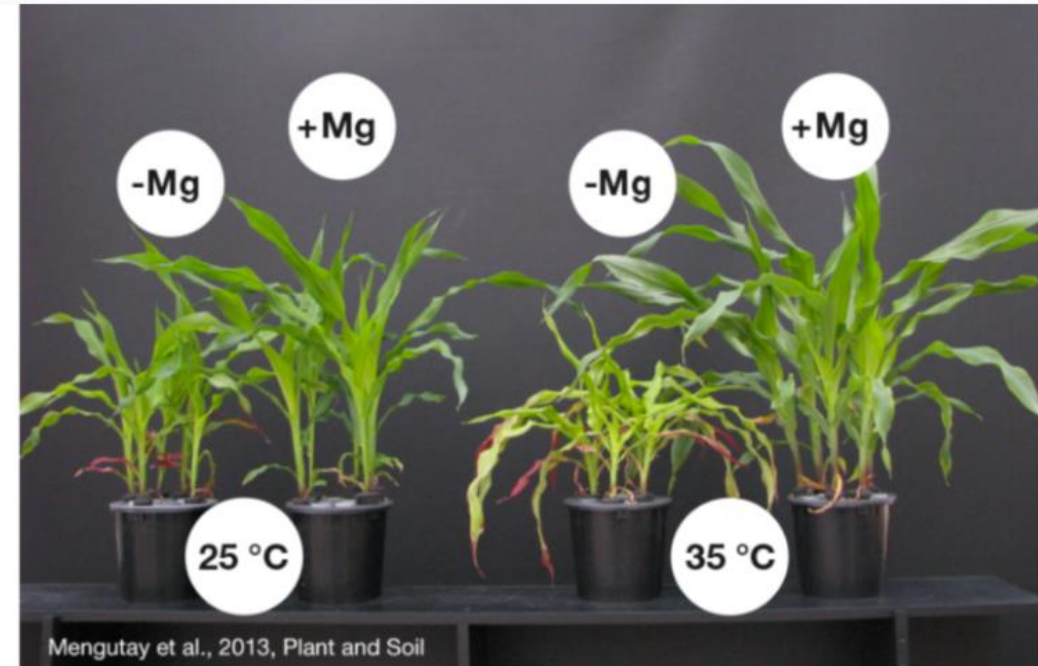 -Mg
+Mg
-Mg
+Mg
25 °C
35 °C
Mengutay et al., 2013, Plant and Soil